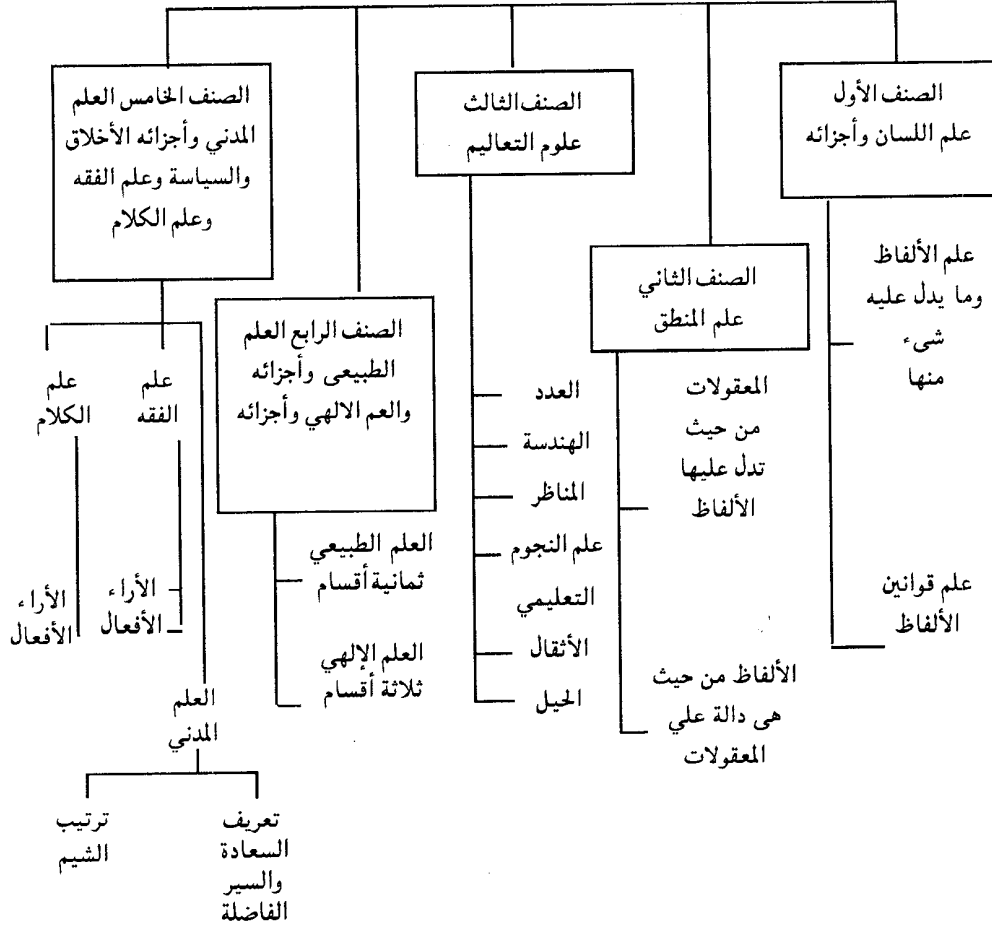 الصنف الأول
علم اللسان وأجزائه
علم الألفاظ
وما يدل عليه
شىء
منها
علم قوانين
الألفاظ
الصنف الثاني
علم المنطق
المعقولات
من حيث
تدل عليها
الألفاظ
الألفاظ من حيث
هى دالة علي
المعقولات
الصنف الثالث
علوم التعاليم
العدد
الهندسة
المناظر
علم النجوم
التعليمي
الأثقال
الحيل
الصنف الرابع العلم
الطبيعى وأجزائه
والعم الالهي وأجزائه
العلم الطبيعي
ثمانية أقسام
العلم الإلهي
ثلاثة أقسام
الصنف الخامس العلم
المدني وأجزائه الأخلاق
والسياسة وعلم الفقه
وعلم الكلام
علم
الفقه
الأراء
الأفعال
علم
الكلام
الأراء
الأفعال
العلم
المدني
تعريف
السعادة
والسير
الفاضلة
ترتيب
الشيم